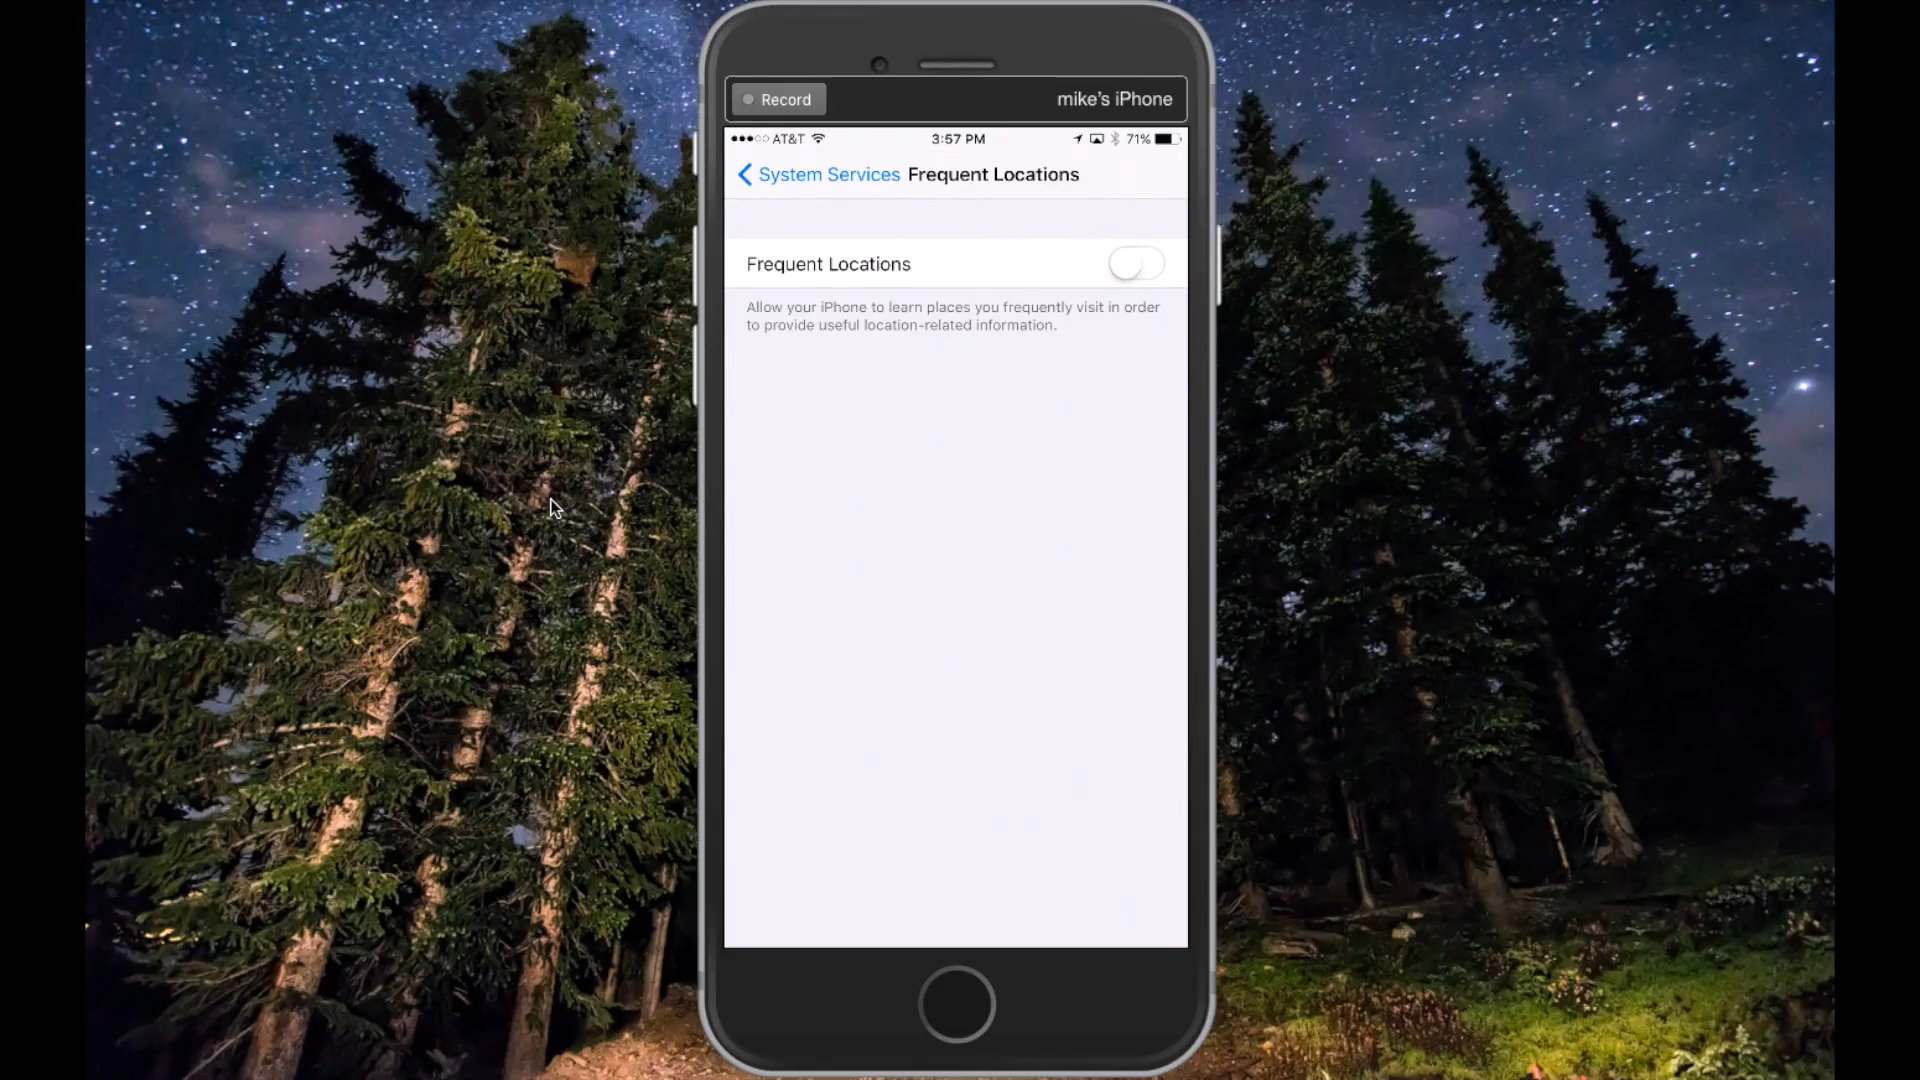 Record
mike's iPhone
AT&T 3:57 PM 71%
System Services Frequent Locations
Frequent Locations
Allow your iPhone to learn places you frequently visit in order
to provide useful location-related information.